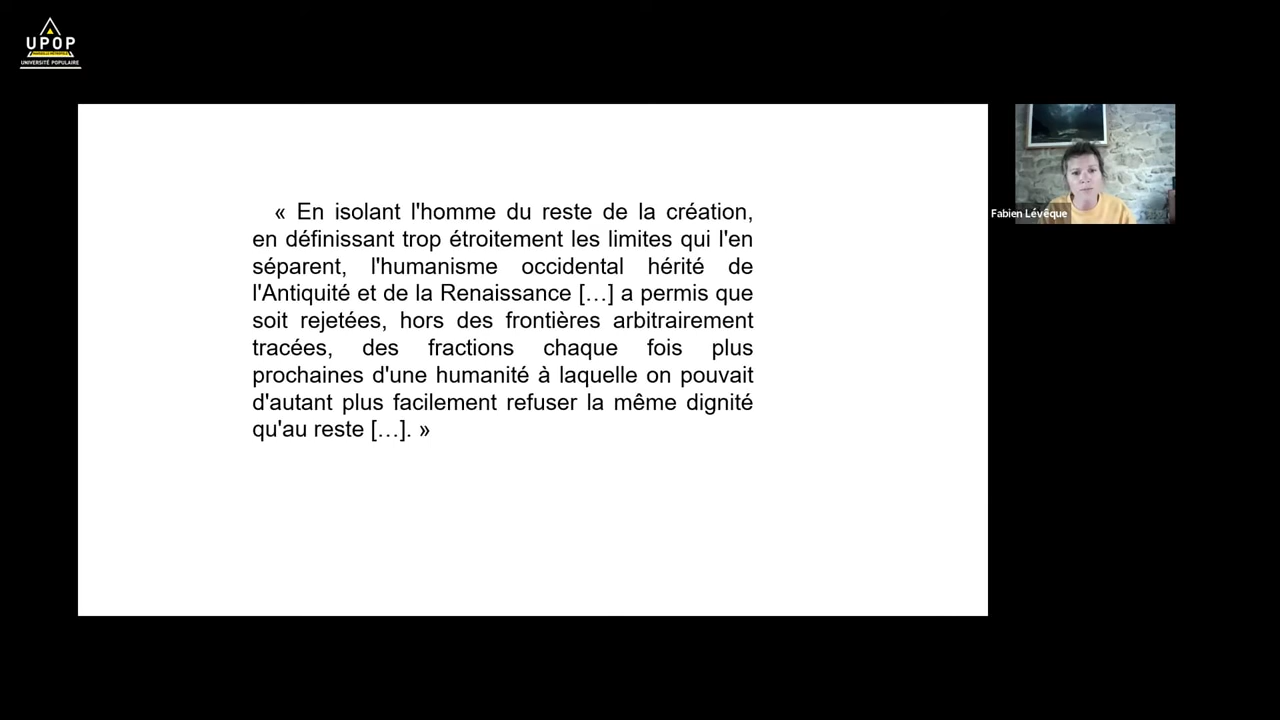 UPOP
UNIVERSITÉ POPULAIRE
« En isolant l'homme du reste de la création,
en définissant trop étroitement les limites qui l'en
séparent, l'humanisme occidental hérité de
l'Antiquité et de la Renaissance […] a permis que
soit rejetées, hors des frontières arbitrairement
tracées, des fractions chaque fois plus
prochaines d'une humanité à laquelle on pouvait
d'autant plus facilement refuser la même dignité
qu'au reste […]. »
Fabien Lévêque